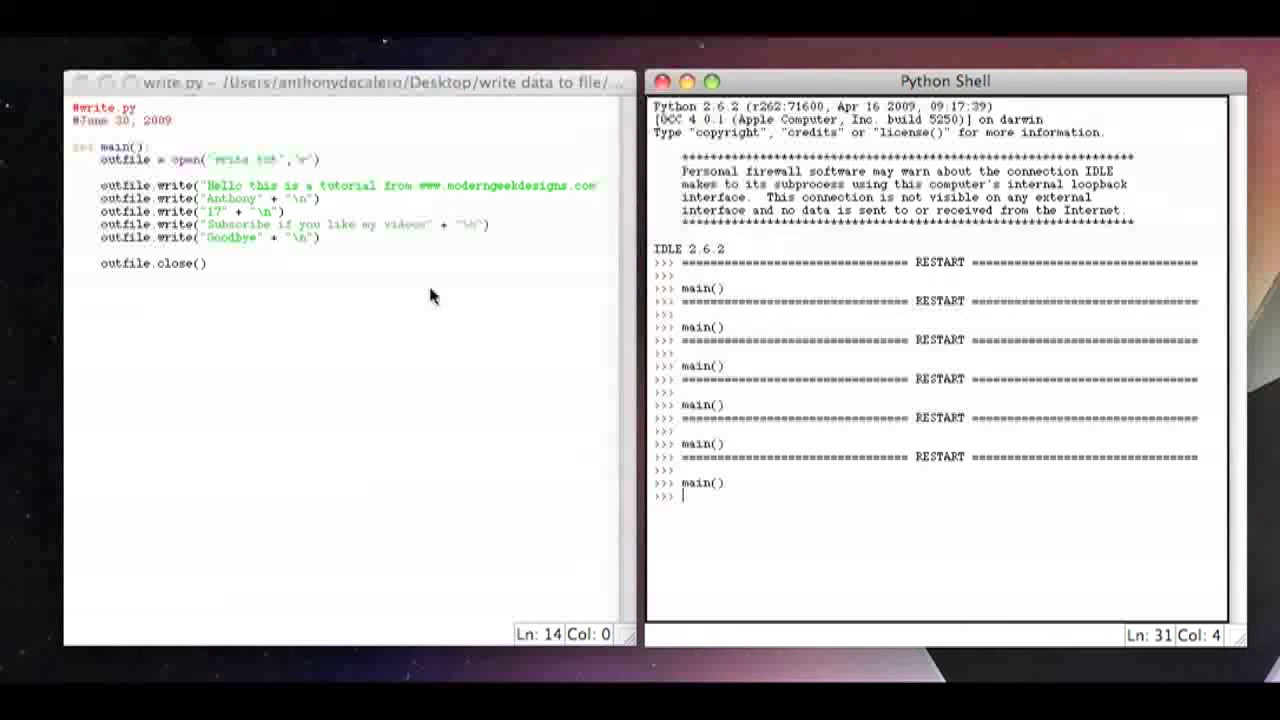 write.py - /Users/anthonydecalero/Desktop/write data to file/...
#write.py
#June 30, 2009
def main():
outfile = open("write.txt","w")
outfile.write("Hello this is a tutorial from www.moderngeekdesigns.com"
outfile.write("Anthony" + "\n")
outfile.write("17" + "\n")
outfile.write("Subscribe if you like my videos" + "\n")
outfile.write("Goodbye" + "\n")
outfile.close()
Ln: 14 Col: 0
Python Shell
Python 2.6.2 (r262:71600, Apr 16 2009, 09:17:39)
[GCC 4.0.1 (Apple Computer, Inc. build 5250)] on darwin
Type "copyright", "credits" or "license()" for more information.
****************************************************************
Personal firewall software may warn about the connection IDLE
makes to its subprocess using this computer's internal loopback
interface.  This connection is not visible on any external
interface and no data is sent to or received from the Internet.
****************************************************************
IDLE 2.6.2
>>> ================================ RESTART ================================
>>>
>>> main()
>>> ================================ RESTART ================================
>>>
>>> main()
>>> ================================ RESTART ================================
>>>
>>> main()
>>> ================================ RESTART ================================
>>>
>>> main()
>>> ================================ RESTART ================================
>>>
>>> main()
>>> ================================ RESTART ================================
>>>
>>> main()
>>>
Ln: 31 Col: 4